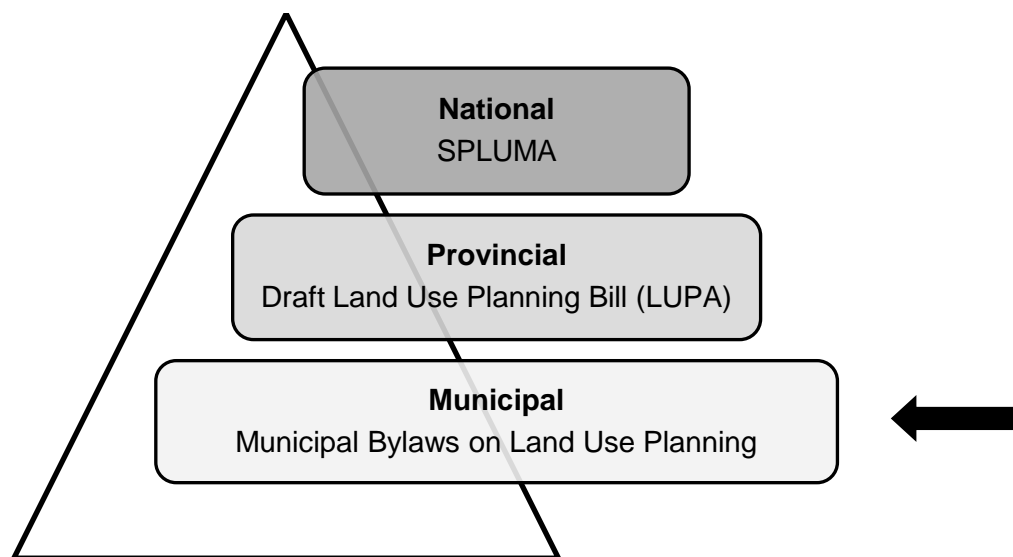 National
SPLUMA
Provincial
Draft Land Use Planning Bill (LUPA)
Municipal
Municipal Bylaws on Land Use Planning